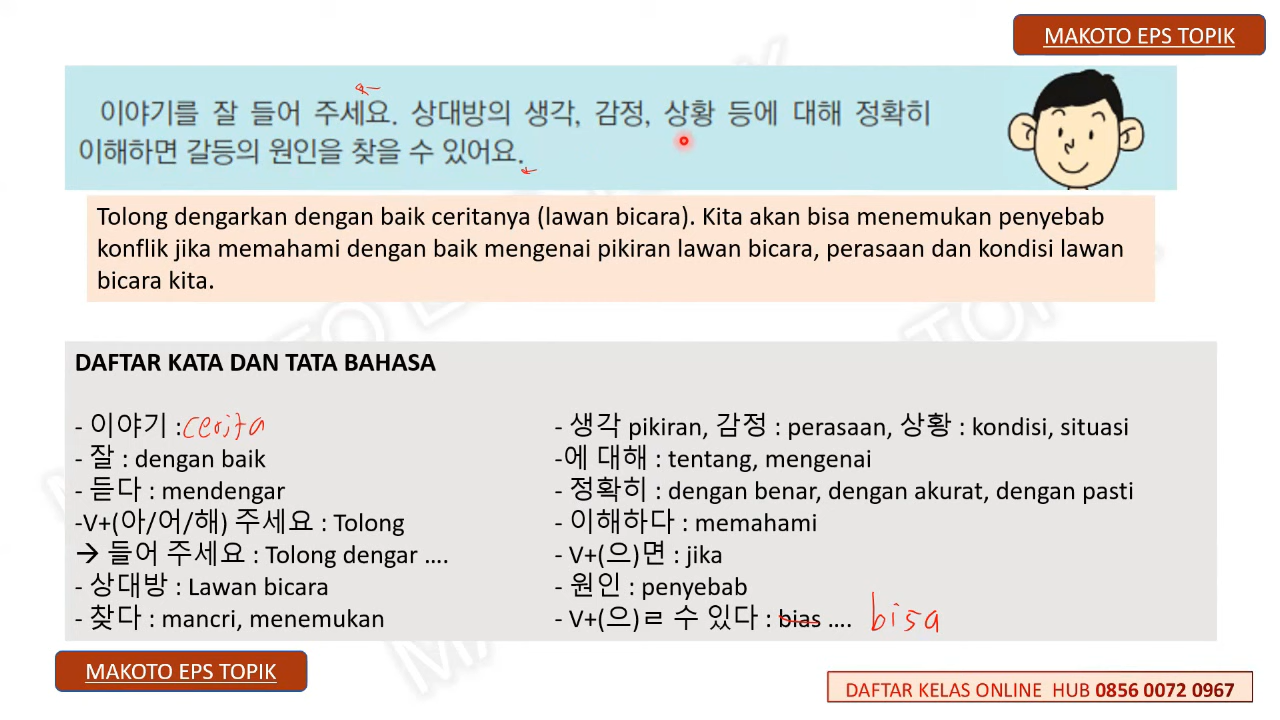 MAKOTO EPS TOPIK
이야기를 잘 들어 주세요. 상대방의 생각, 감정, 상황 등에 대해 정확히
이해하면 갈등의 원인을 찾을 수 있어요.
Tolong dengarkan dengan baik ceritanya (lawan bicara). Kita akan bisa menemukan penyebab
konflik jika memahami dengan baik mengenai pikiran lawan bicara, perasaan dan kondisi lawan
bicara kita.
DAFTAR KATA DAN TATA BAHASA
- 이야기 : cerita
- 잘 : dengan baik
- 듣다 : mendengar
-V+(아/어/해) 주세요 : Tolong
→ 들어 주세요 : Tolong dengar ....
- 상대방 : Lawan bicara
- 찾다 : mancri, menemukan
- 생각 pikiran, 감정 : perasaan, 상황 : kondisi, situasi
-에 대해 : tentang, mengenai
- 정확히 : dengan benar, dengan akurat, dengan pasti
- 이해하다 : memahami
- V+(으)면 : jika
- 원인 : penyebab
- V+(으)ㄹ 수 있다 : bias .... bisa
MAKOTO EPS TOPIK
DAFTAR KELAS ONLINE HUB 0856 0072 0967